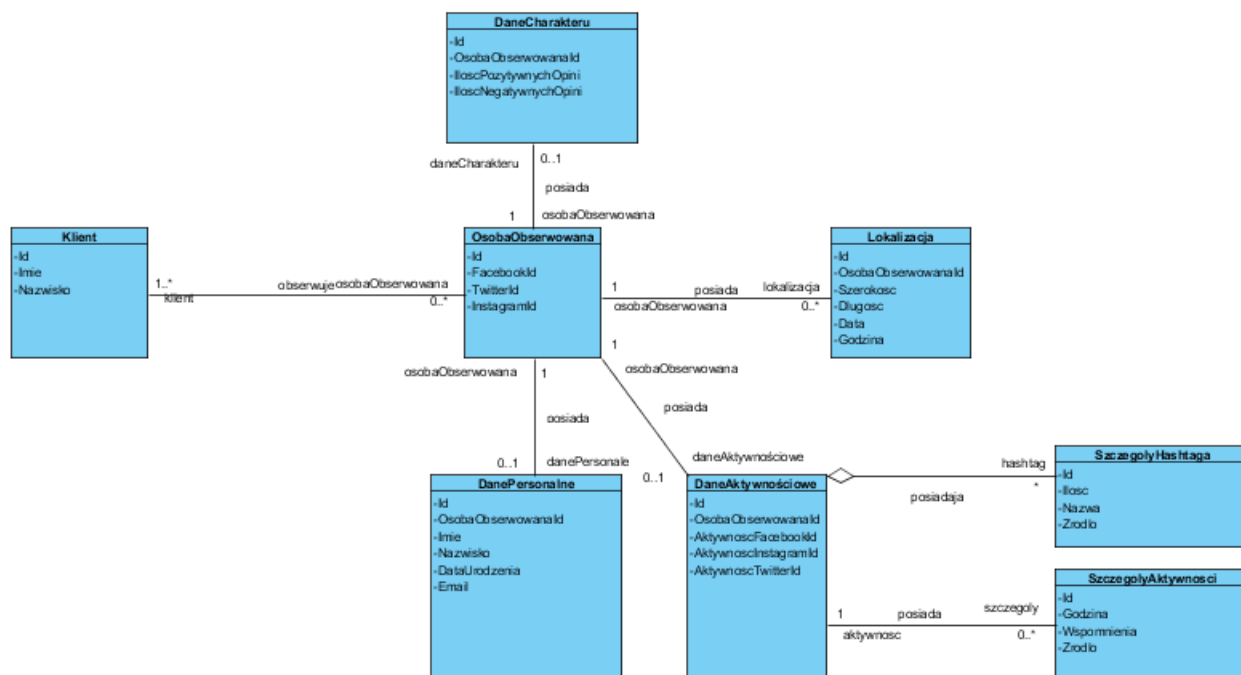 DaneCharakteru
-Id
-OsobaObserwowanaId
-IloscPozytywnychOpini
-IloscNegatywnychOpini
daneCharakteru
0..1
posiada
1
osobaObserwowana
Klient
-Id
-Imie
-Nazwisko
1..*
klient
obserwuje
osobaObserwowana
0..*
OsobaObserwowana
-Id
-FacebookId
-TwitterId
-InstagramId
1
osobaObserwowana
posiada
lokalizacja
0..*
Lokalizacja
-Id
-OsobaObserwowanaId
-Szerokosc
-Dlugosc
-Data
-Godzina
osobaObserwowana
1
posiada
0..1
danePersonale
1
osobaObserwowana
posiada
daneAktywnościowe
0..1
DanePersonalne
-Id
-OsobaObserwowanaId
-Imie
-Nazwisko
-DataUrodzenia
-Email
DaneAktywnościowe
-Id
-OsobaObserwowanaId
-AktywnoscFacebookId
-AktywnoscInstagramId
-AktywnoscTwitterId
hashtag
posiadaja
*
SzczegolyHashtaga
-Id
-Ilosc
-Nazwa
-Zrodlo
1
aktywnosc
posiada
szczegoly
0..*
SzczegolyAktywnosci
-Id
-Godzina
-Wspomnienia
-Zrodlo